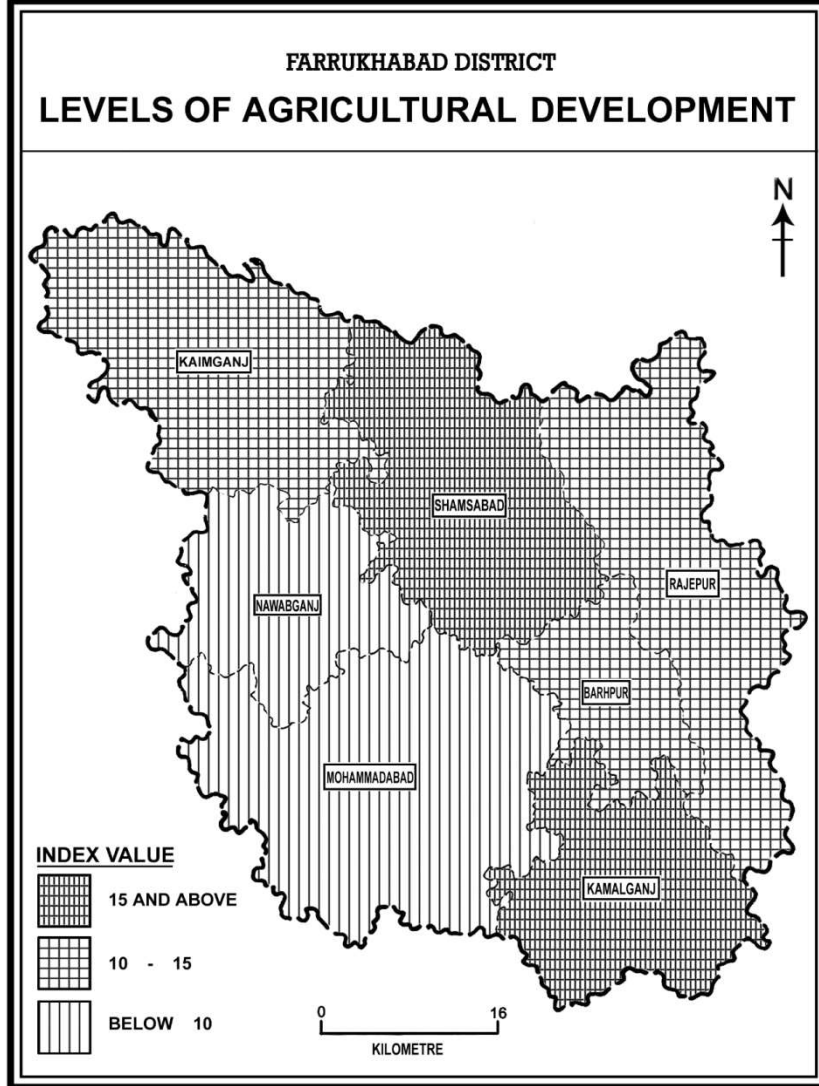 FARRUKHABAD DISTRICT
LEVELS OF AGRICULTURAL DEVELOPMENT
N
KAIMGANJ
SHAMSABAD
RAJEPUR
NAWABGANJ
BARHPUR
MOHAMMADABAD
KAMALGANJ
INDEX VALUE
15 AND ABOVE
10 - 15
BELOW 10
0 16
KILOMETRE